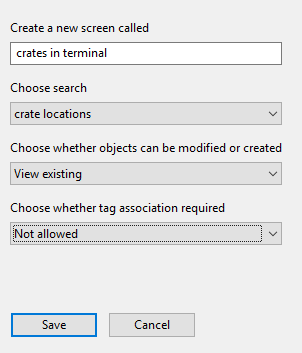 Create a new screen called
crates in terminal
Choose search
crate locations
Choose whether objects can be modified or created
View existing
Choose whether tag association required
Not allowed
Save
Cancel